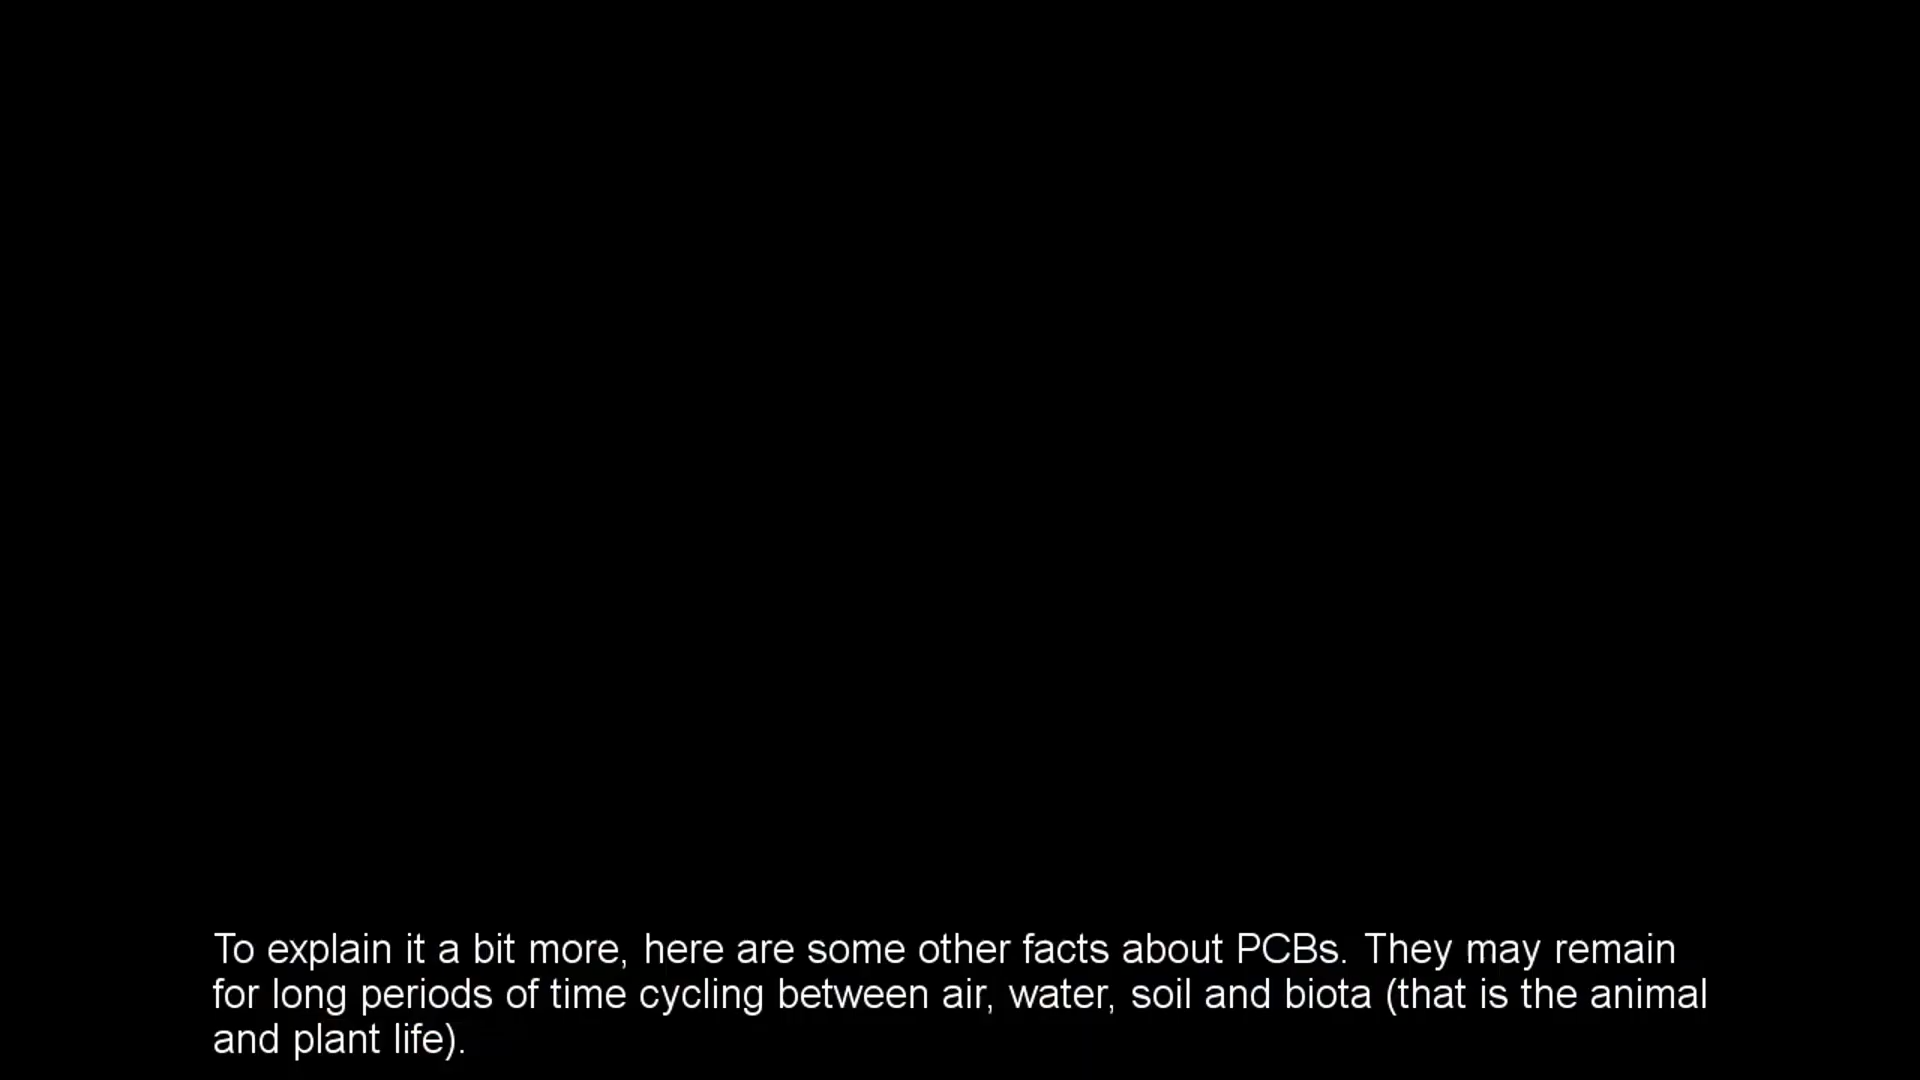 To explain it a bit more, here are some other facts about PCBs. They may remain
for long periods of time cycling between air, water, soil and biota (that is the animal
and plant life).